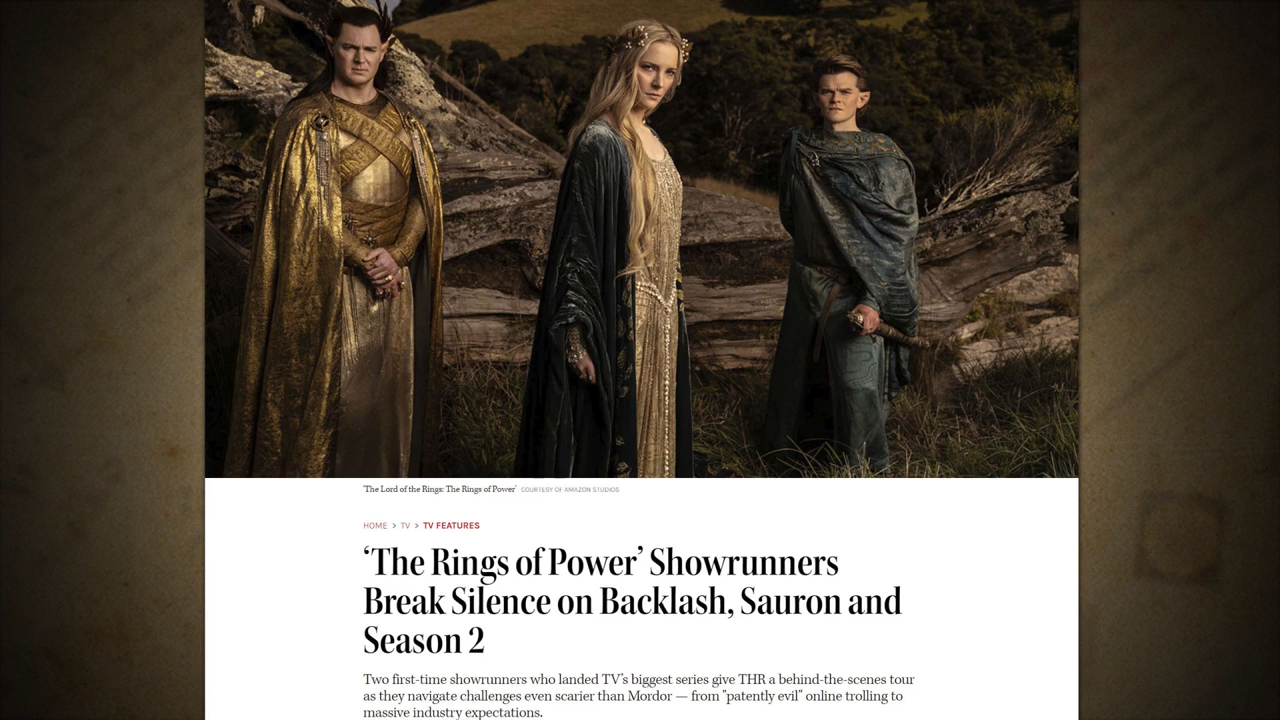 'The Lord of the Rings: The Rings of Power' COURTESY OF AMAZON STUDIOS
HOME > TV > TV FEATURES
‘The Rings of Power’ Showrunners
Break Silence on Backlash, Sauron and
Season 2
Two first-time showrunners who landed TV's biggest series give THR a behind-the-scenes tour
as they navigate challenges even scarier than Mordor — from "patently evil" online trolling to
massive industry expectations.